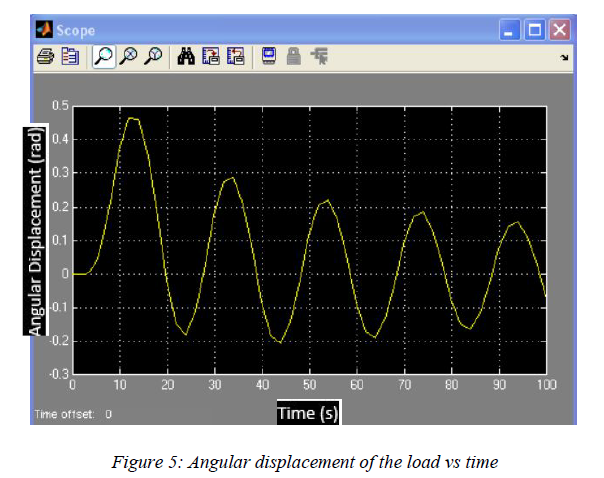 Scope
0.5
0.4
0.3
0.2
0.1
0
-0.1
-0.2
-0.3
Angular Displacement (rad)
0 10 20 30 40 50 60 70 80 90 100
Time offset: 0
Time (s)
Figure 5: Angular displacement of the load vs time